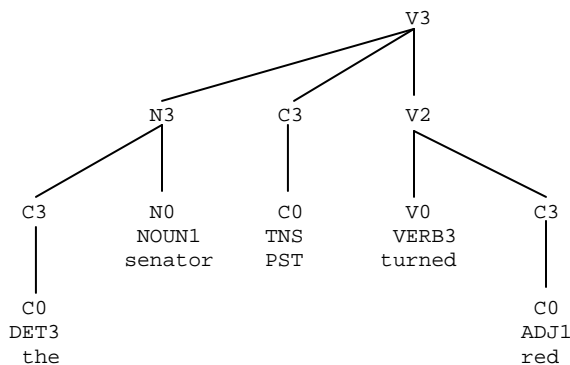 V3
N3 C3 V2
C3 N0 C0 V0 C3
NOUN1 TNS VERB3
senator PST turned
C0 C0
DET3 ADJ1
the red